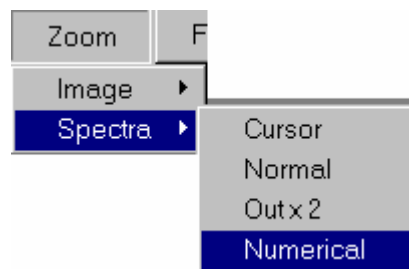 Zoom F
Image
Spectra
Cursor
Normal
Out x 2
Numerical